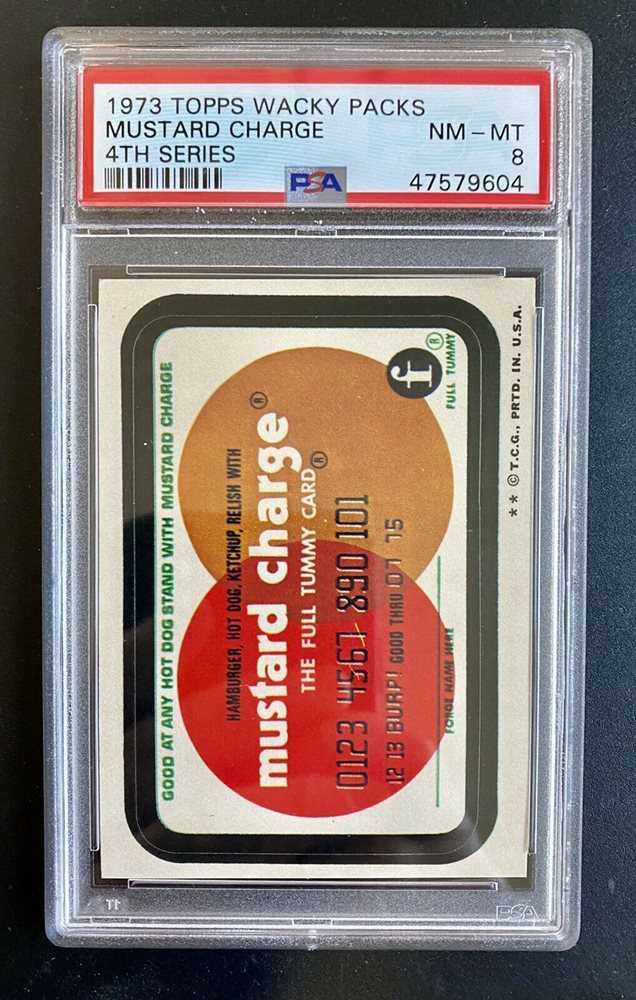 1973 TOPPS WACKY PACKS
MUSTARD CHARGE NM - MT
4TH SERIES 8
PSA 47579604
GOOD AT ANY HOT DOG STAND WITH MUSTARD CHARGE
HAMBURGER, HOT DOG, KETCHUP, RELISH WITH
mustard charge®
THE FULL TUMMY CARD®
0123 4567 890 101
12 13 BURP! GOOD THRU 07 75
FORGE NAME HERE
f
FULL TUMMY®
** © T.C.G., PRTD. IN U.S.A.
PSA